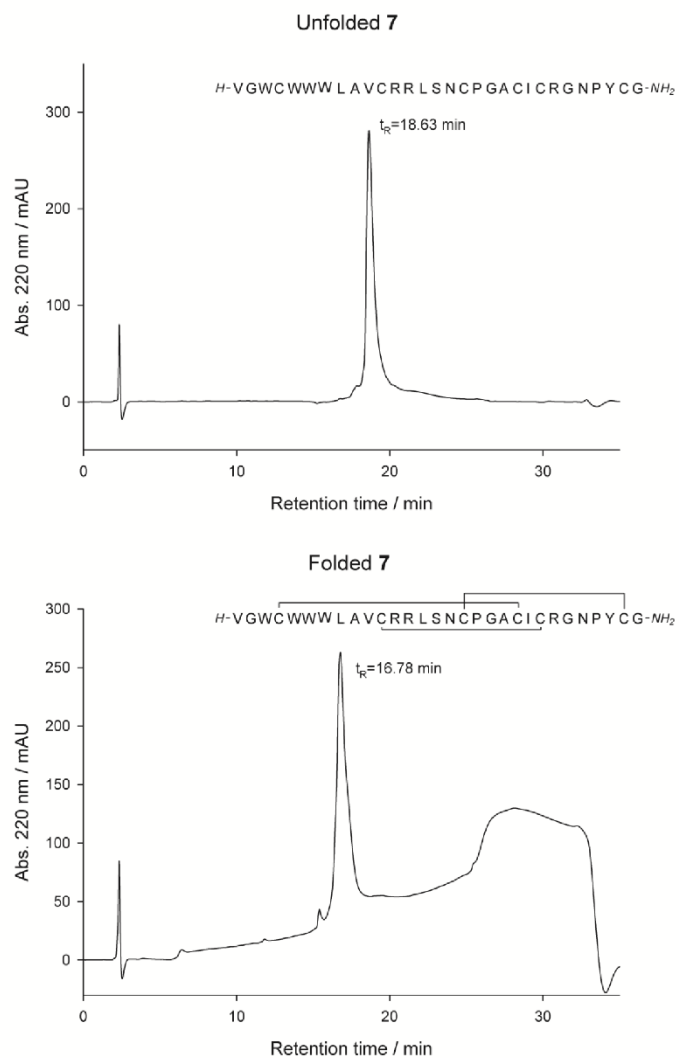 Unfolded 7
H-VGWCWWWLAVCRRLSNCPGACICRGNPYCG-NH2
tR=18.63 min
300
200
100
0
Abs. 220 nm / mAU
0 10 20 30
Retention time / min
Folded 7
H-VGWCWWWLAVCRRLSNCPGACICRGNPYCG-NH2
tR=16.78 min
300
250
200
150
100
50
0
Abs. 220 nm / mAU
0 10 20 30
Retention time / min